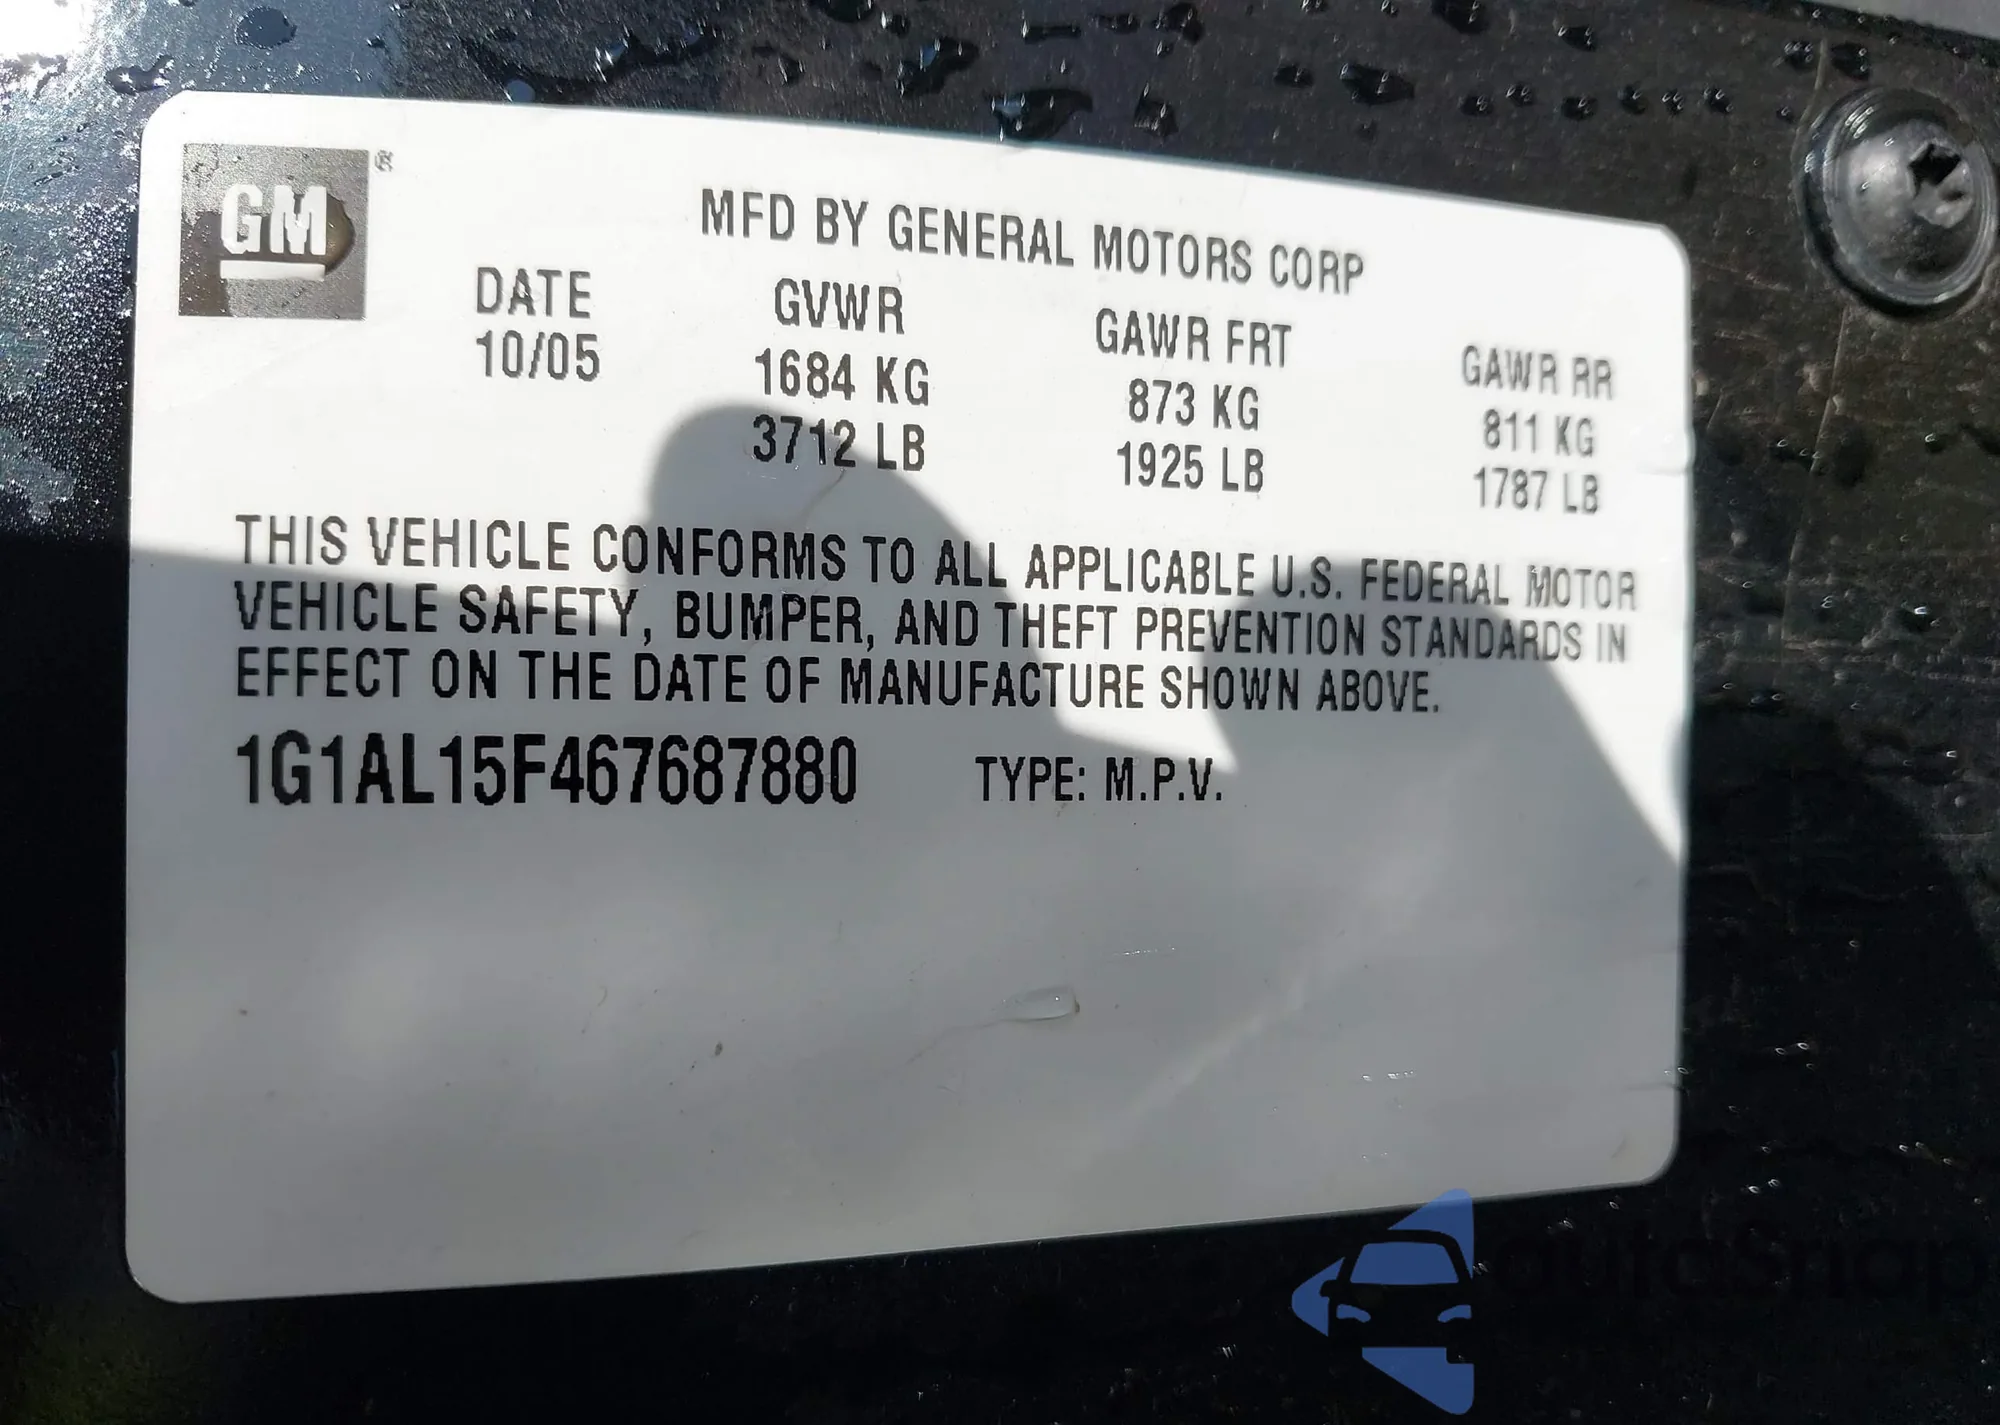 GM ®
MFD BY GENERAL MOTORS CORP
DATE GVWR GAWR FRT GAWR RR
10/05 1684 KG 873 KG 811 KG
3712 LB 1925 LB 1787 LB
THIS VEHICLE CONFORMS TO ALL APPLICABLE U.S. FEDERAL MOTOR
VEHICLE SAFETY, BUMPER, AND THEFT PREVENTION STANDARDS IN
EFFECT ON THE DATE OF MANUFACTURE SHOWN ABOVE.
1G1AL15F467687880 TYPE: M.P.V.
AutoSnap